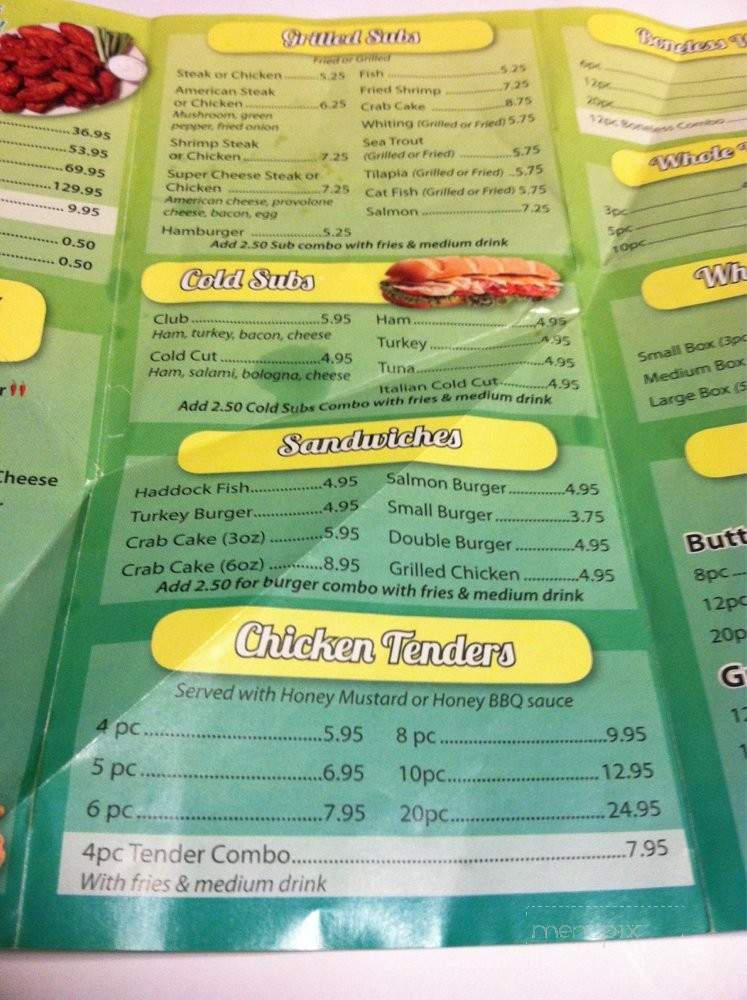 36.95
53.95
69.95
129.95
9.95
0.50
0.50
Cheese
Grilled Subs
Fried or Grilled
Steak or Chicken ............ 5.25
American Steak
or Chicken ............ 6.25
Mushroom, green
pepper, fried onion
Shrimp Steak
or Chicken ............ 7.25
Super Cheese Steak or
Chicken ............ 7.25
American cheese, provolone
cheese, bacon, egg
Hamburger ............ 5.25
Fish ............ 5.25
Fried Shrimp ............ 7.25
Crab Cake ............ 8.75
Whiting (Grilled or Fried) 5.75
Sea Trout
(Grilled or Fried) ............ 5.75
Tilapia (Grilled or Fried) ..5.75
Cat Fish (Grilled or Fried) 5.75
Salmon ............ 7.25
Add 2.50 Sub combo with fries & medium drink
Cold Subs
Club ............ 5.95
Ham, turkey, bacon, cheese
Cold Cut ............ 4.95
Ham, salami, bologna, cheese
Ham ............ 4.95
Turkey ............ 4.95
Tuna ............ 4.95
Italian Cold Cut ............ 4.95
Add 2.50 Cold Subs Combo with fries & medium drink
Sandwiches
Haddock Fish ............ 4.95
Turkey Burger ............ 4.95
Crab Cake (3oz) ............ 5.95
Crab Cake (6oz) ............ 8.95
Salmon Burger ............ 4.95
Small Burger ............ 3.75
Double Burger ............ 4.95
Grilled Chicken ............ 4.95
Add 2.50 for burger combo with fries & medium drink
Chicken Tenders
Served with Honey Mustard or Honey BBQ sauce
4 pc ............ 5.95
5 pc ............ 6.95
6 pc ............ 7.95
8 pc ............ 9.95
10pc ............ 12.95
20pc ............ 24.95
4pc Tender Combo ............ 7.95
With fries & medium drink
Boneless
6pc
12pc
20pc
12pc Boneless Combo
Whole
3pc
5pc
10pc
Small Box (3pc
Medium Box
Large Box (5
8pc
12pc
20p
menupix